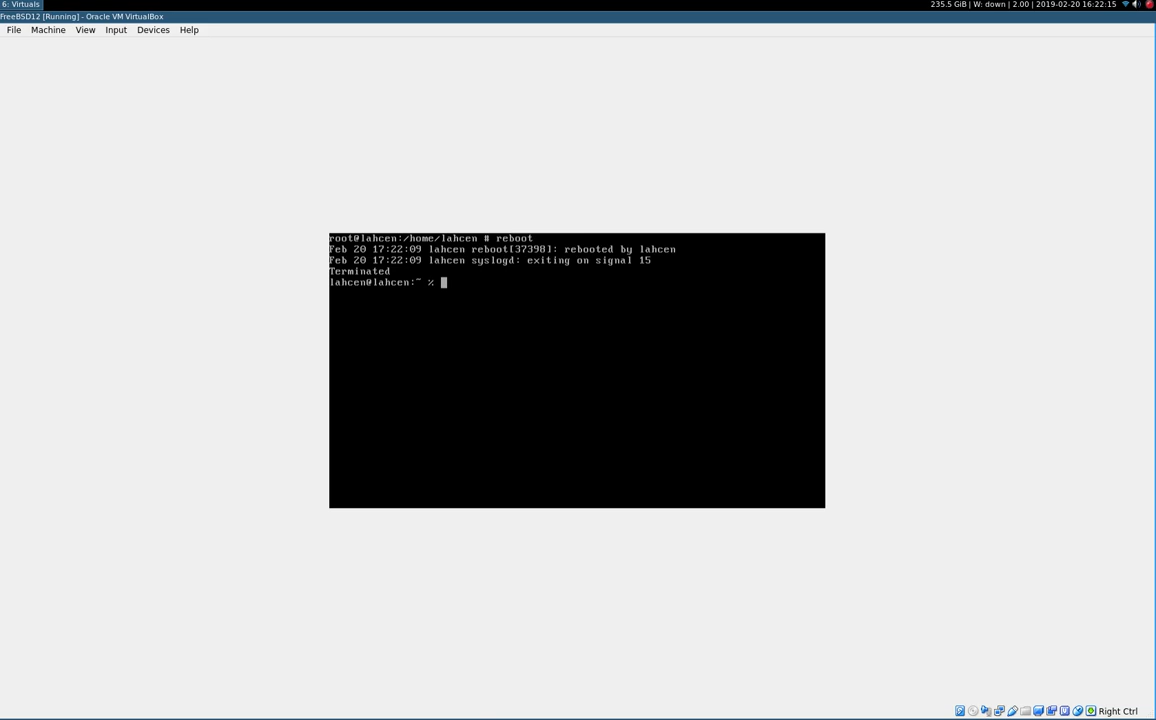 6: Virtuals
235.5 GiB | W: down | 2.00 | 2019-02-20 16:22:15
FreeBSD12 [Running] - Oracle VM VirtualBox
File Machine View Input Devices Help
root@lahcen:/home/lahcen # reboot
Feb 20 17:22:09 lahcen reboot[37398]: rebooted by lahcen
Feb 20 17:22:09 lahcen syslogd: exiting on signal 15
Terminated
lahcen@lahcen:~ %
Right Ctrl